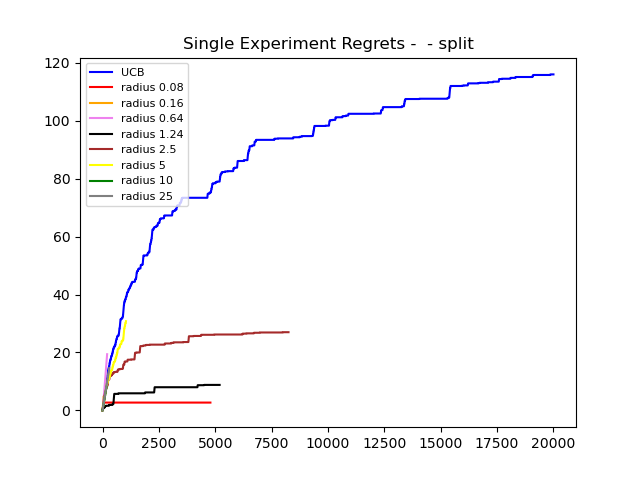 Single Experiment Regrets -  - split
120
100
80
60
40
20
0
UCB
radius 0.08
radius 0.16
radius 0.64
radius 1.24
radius 2.5
radius 5
radius 10
radius 25
0 2500 5000 7500 10000 12500 15000 17500 20000